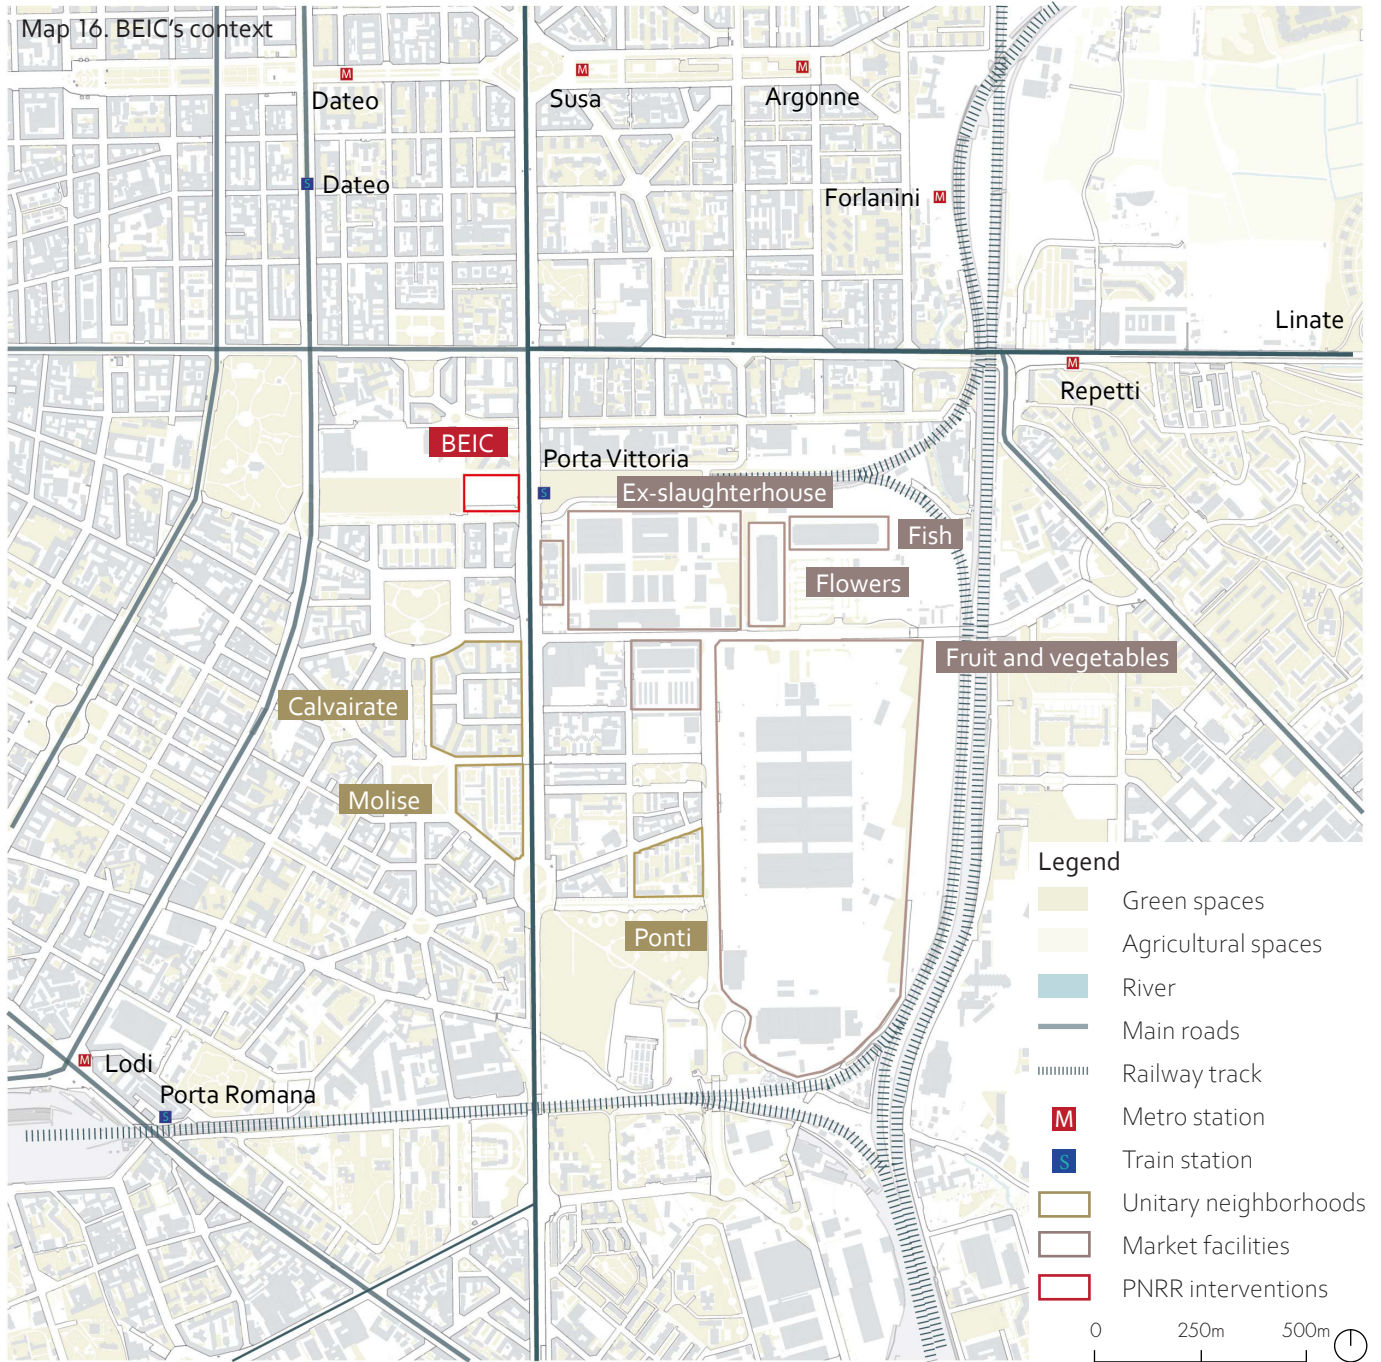 Map 16. BEIC's context
M
M
M
Dateo
Susa
Argonne
S
Dateo
Forlanini
M
Linate
M
Repetti
BEIC
Porta Vittoria
S
Ex-slaughterhouse
Fish
Flowers
Fruit and vegetables
Calvairate
Molise
Ponti
M
Lodi
Porta Romana
S
Legend
Green spaces
Agricultural spaces
River
Main roads
Railway track
M Metro station
S Train station
Unitary neighborhoods
Market facilities
PNRR interventions
0 250m 500m